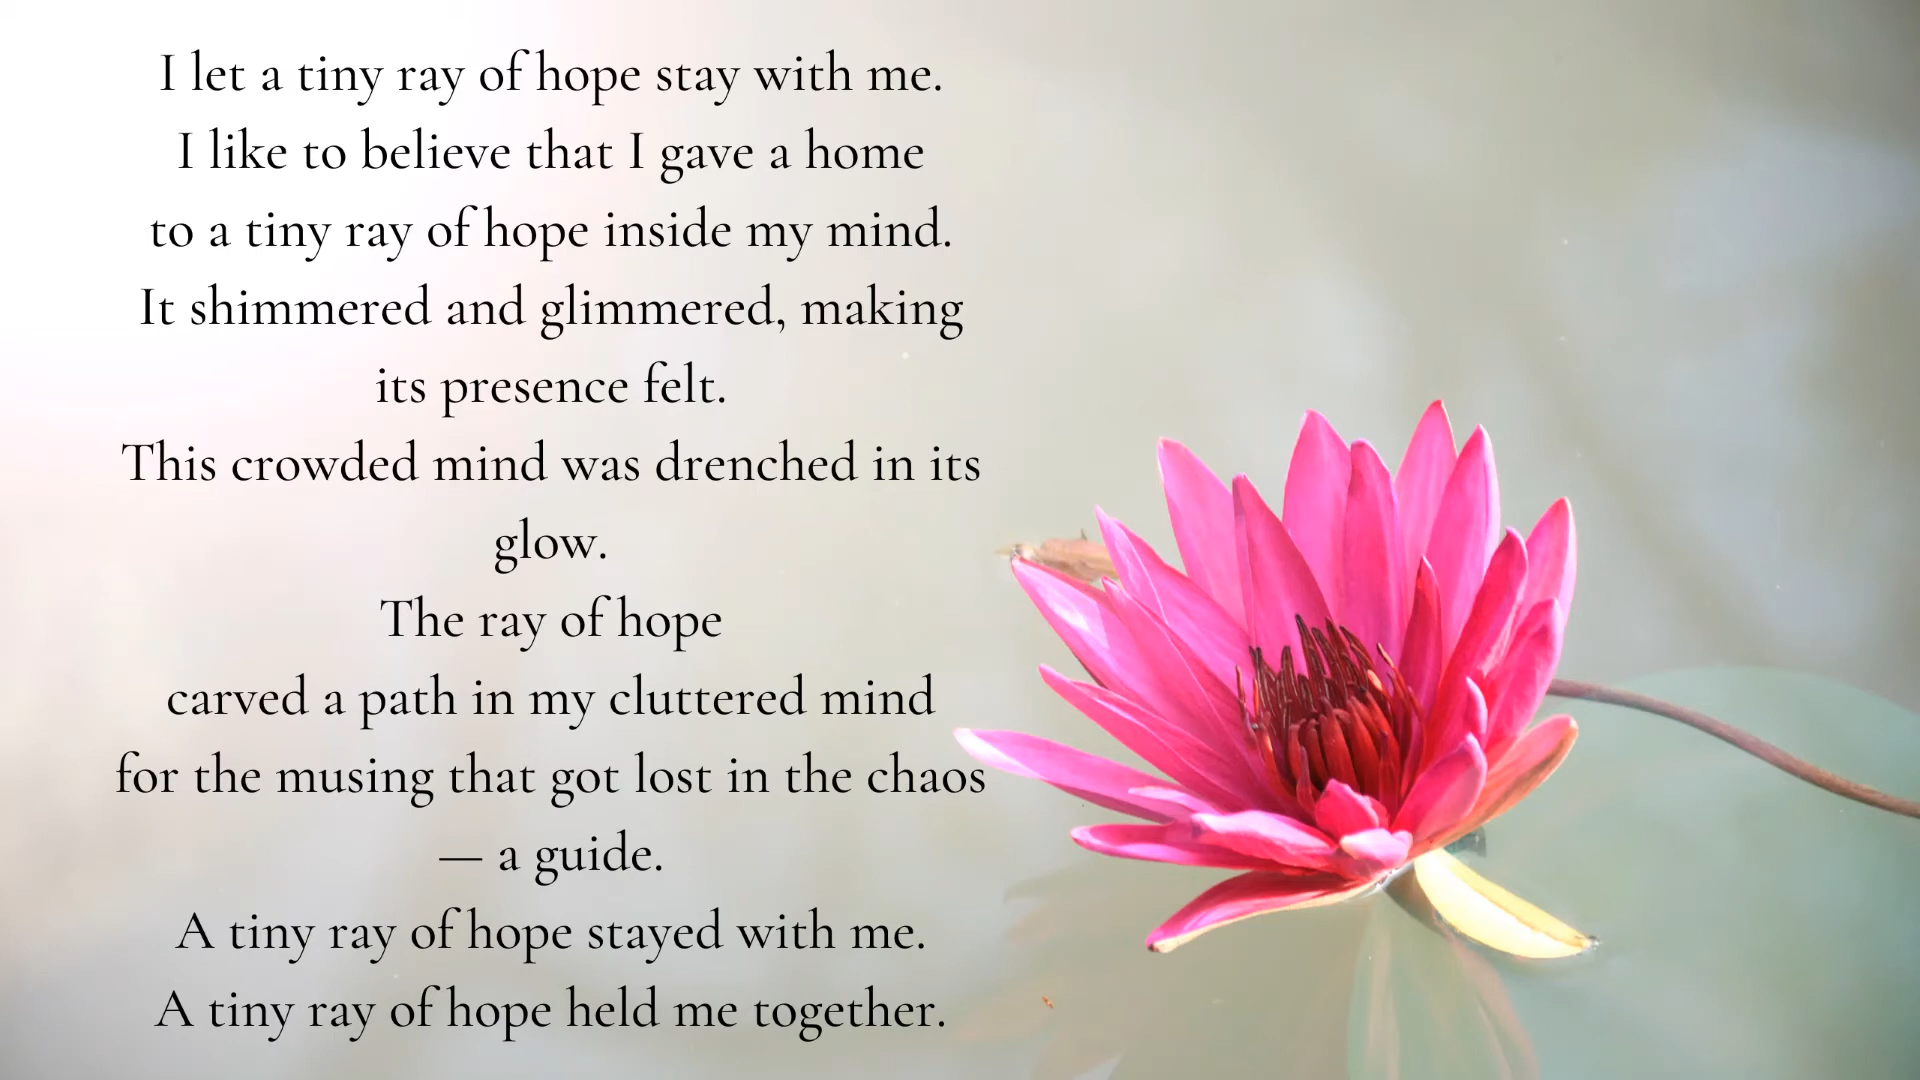 I let a tiny ray of hope stay with me.
I like to believe that I gave a home
to a tiny ray of hope inside my mind.
It shimmered and glimmered, making
its presence felt.
This crowded mind was drenched in its
glow.
The ray of hope
carved a path in my cluttered mind
for the musing that got lost in the chaos
— a guide.
A tiny ray of hope stayed with me.
A tiny ray of hope held me together.